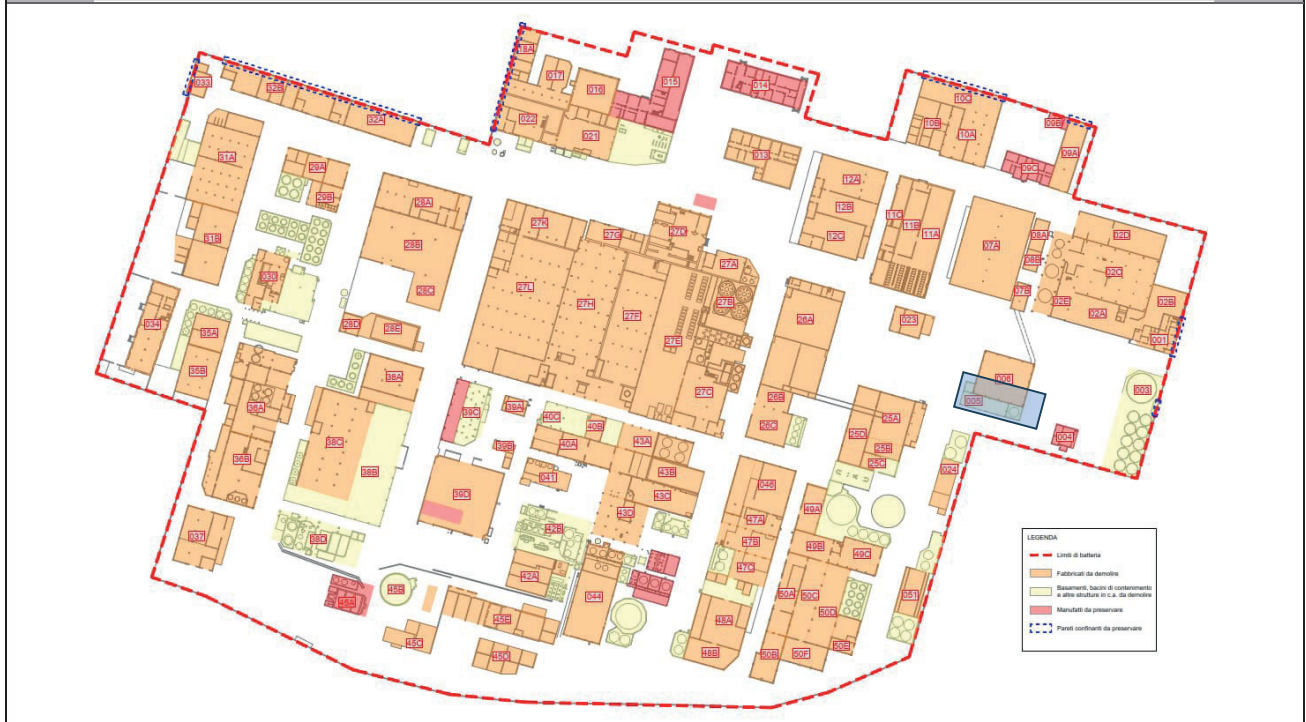 18A
017
016
015
014
033
32B
32A
022
021
013
10C
10B
10A
09B
09A
09C
31A
29A
29B
28A
12A
12B
12C
11C
11B
11A
07A
08A
08B
07B
02D
02C
02E
02A
02B
001
31B
28B
27K
27G
27D
27A
27L
27H
27F
27B
27E
030
28C
26A
023
034
35A
28D
28E
35B
38A
006
005
003
36A
39C
39A
40C
40B
27C
26B
26C
25A
25D
25B
25C
004
38C
40A
43A
36B
38B
39B
041
43B
43C
024
39D
43D
046
49A
47A
037
38D
42B
47B
49B
49C
47C
46A
45B
42A
044
50A
50C
50D
051
45E
48A
45C
45D
48B
50E
50B
50F
LEGENDA
Limiti di batteria
Fabbricati da demolire
Basamenti, bacini di contenimento
e altre strutture in c.a. da demolire
Manufatti da preservare
Pareti confinanti da preservare